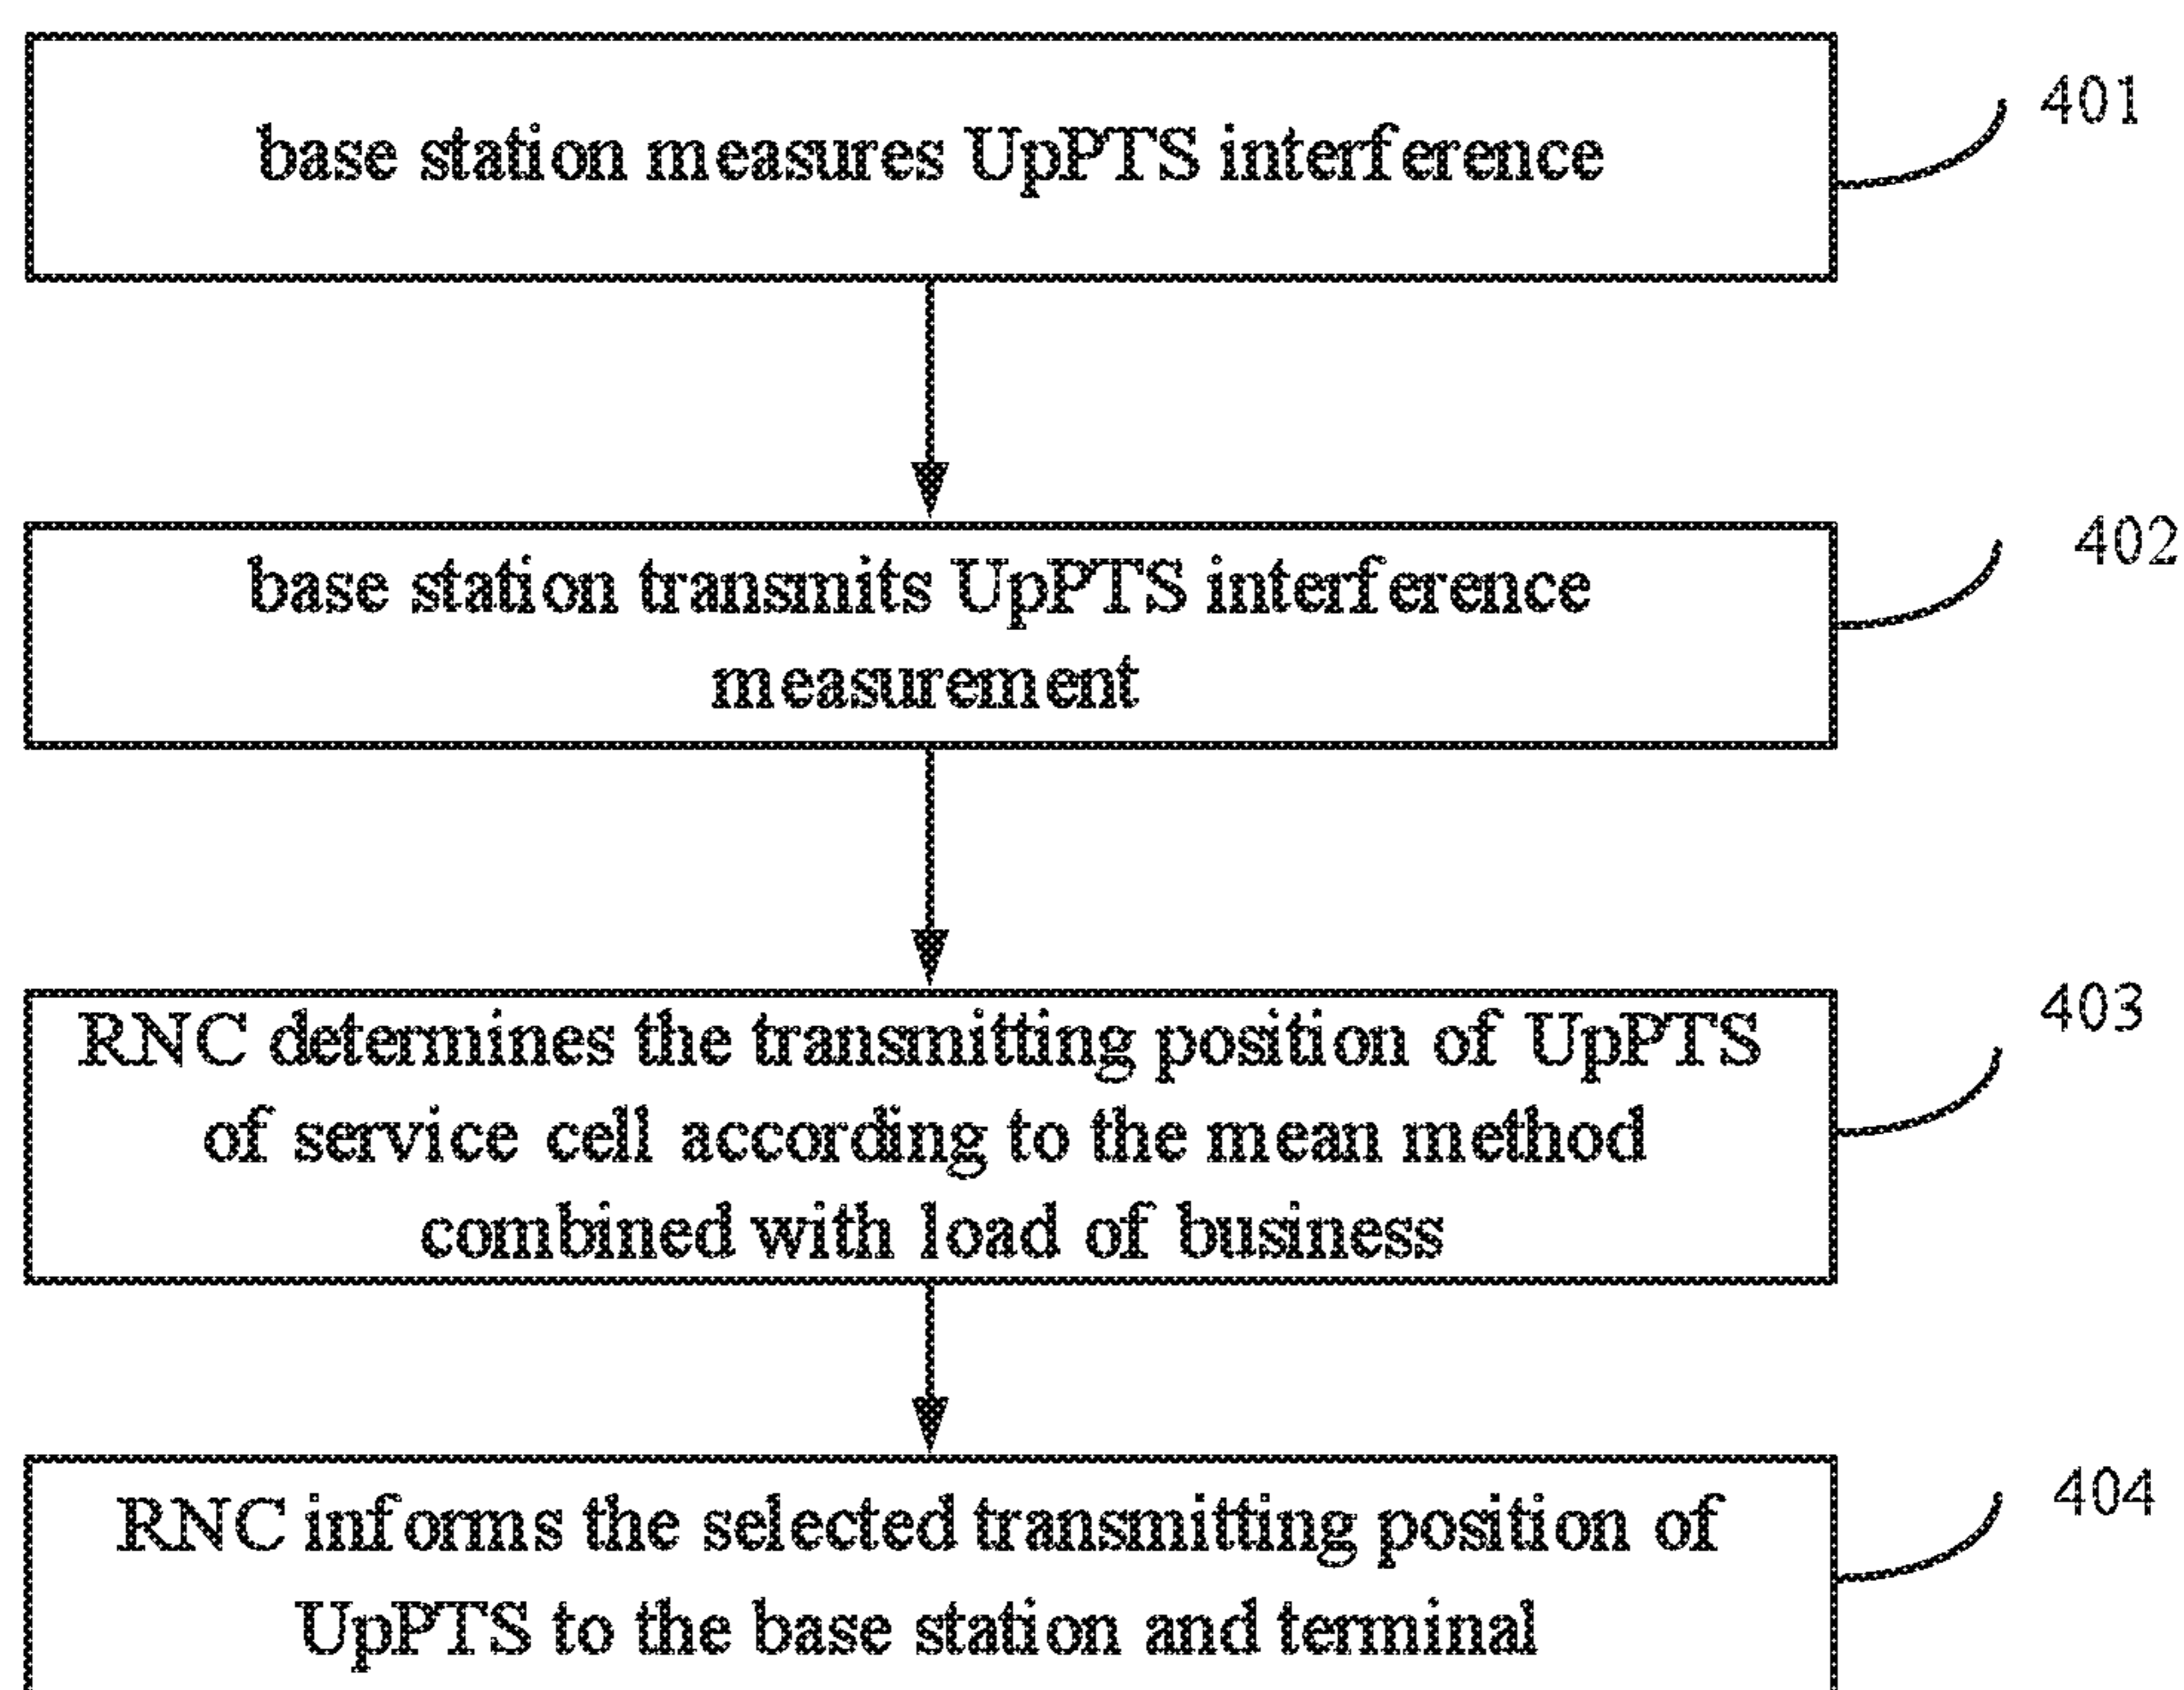 base station measures UpPTS interference
401
base station transmits UpPTS interference
measurement
402
RNC determines the transmitting position of UpPTS
of service cell according to the mean method
combined with load of business
403
RNC informs the selected transmitting position of
UpPTS to the base station and terminal
404